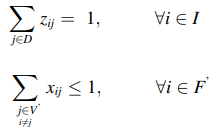 ∑_{j∈D} z_{ij} = 1, ∀i ∈ I
∑_{j∈V', i≠j} x_{ij} ≤ 1, ∀i ∈ F'